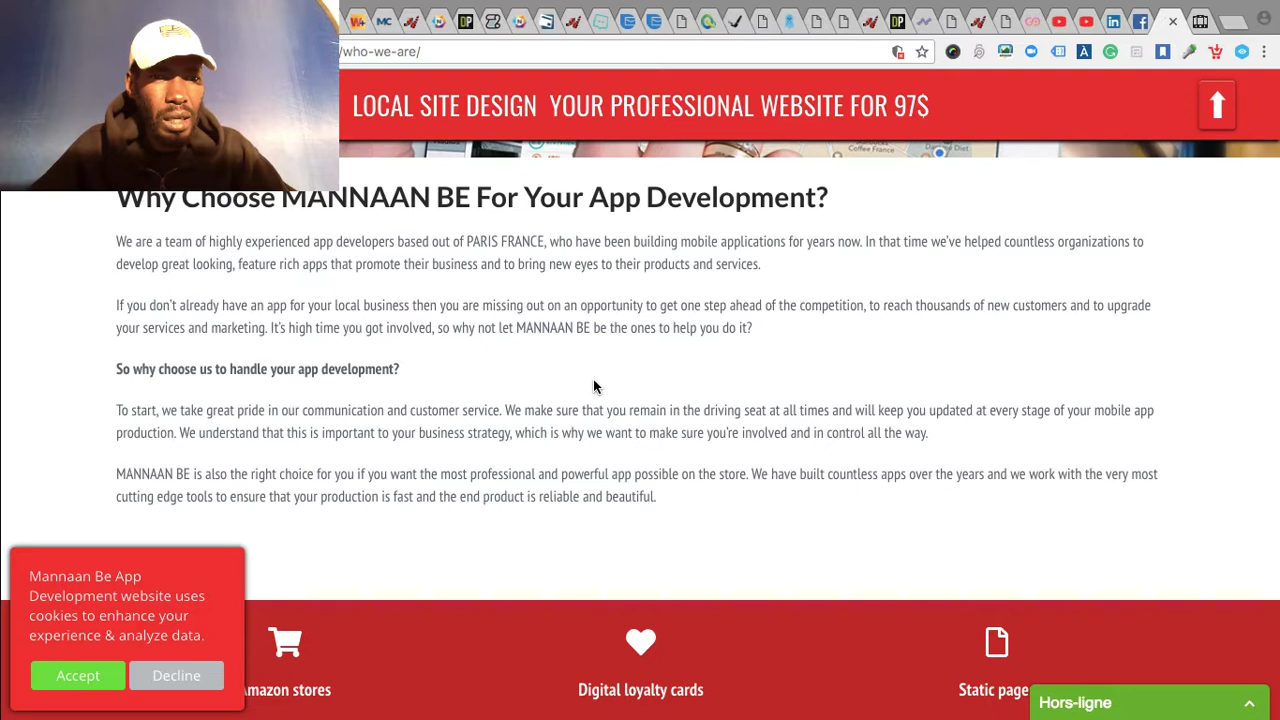 W+ MC DP DP
/who-we-are/
LOCAL SITE DESIGN YOUR PROFESSIONAL WEBSITE FOR 97$
Coffee France
Why Choose MANNAAN BE For Your App Development?
We are a team of highly experienced app developers based out of PARIS FRANCE, who have been building mobile applications for years now. In that time we've helped countless organizations to
develop great looking, feature rich apps that promote their business and to bring new eyes to their products and services.
If you don't already have an app for your local business then you are missing out on an opportunity to get one step ahead of the competition, to reach thousands of new customers and to upgrade
your services and marketing. It's high time you got involved, so why not let MANNAAN BE be the ones to help you do it?
So why choose us to handle your app development?
To start, we take great pride in our communication and customer service. We make sure that you remain in the driving seat at all times and will keep you updated at every stage of your mobile app
production. We understand that this is important to your business strategy, which is why we want to make sure you're involved and in control all the way.
MANNAAN BE is also the right choice for you if you want the most professional and powerful app possible on the store. We have built countless apps over the years and we work with the very most
cutting edge tools to ensure that your production is fast and the end product is reliable and beautiful.
Mannaan Be App
Development website uses
cookies to enhance your
experience & analyze data.
Accept Decline
Amazon stores Digital loyalty cards Static page
Hors-ligne